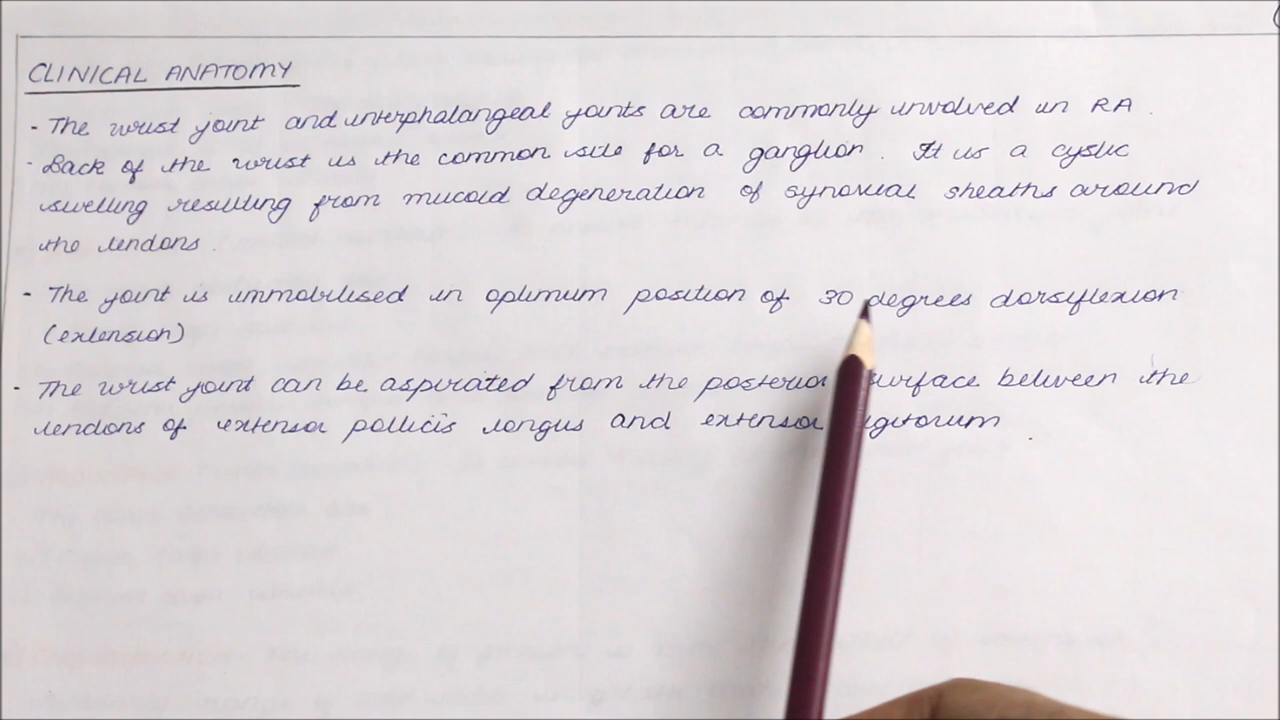 CLINICAL ANATOMY
- The wrist joint and interphalangeal joints are commonly involved in RA.
- Back of the wrist is the common site for a ganglion. It is a cystic
swelling resulting from mucoid degeneration of synovial sheaths around
the tendons.
- The joint is immobilised in optimum position of 30 degrees dorsiflexion
(extension)
- The wrist joint can be aspirated from the posterior surface between the
tendons of extensor pollicis longus and extensor digitorum.